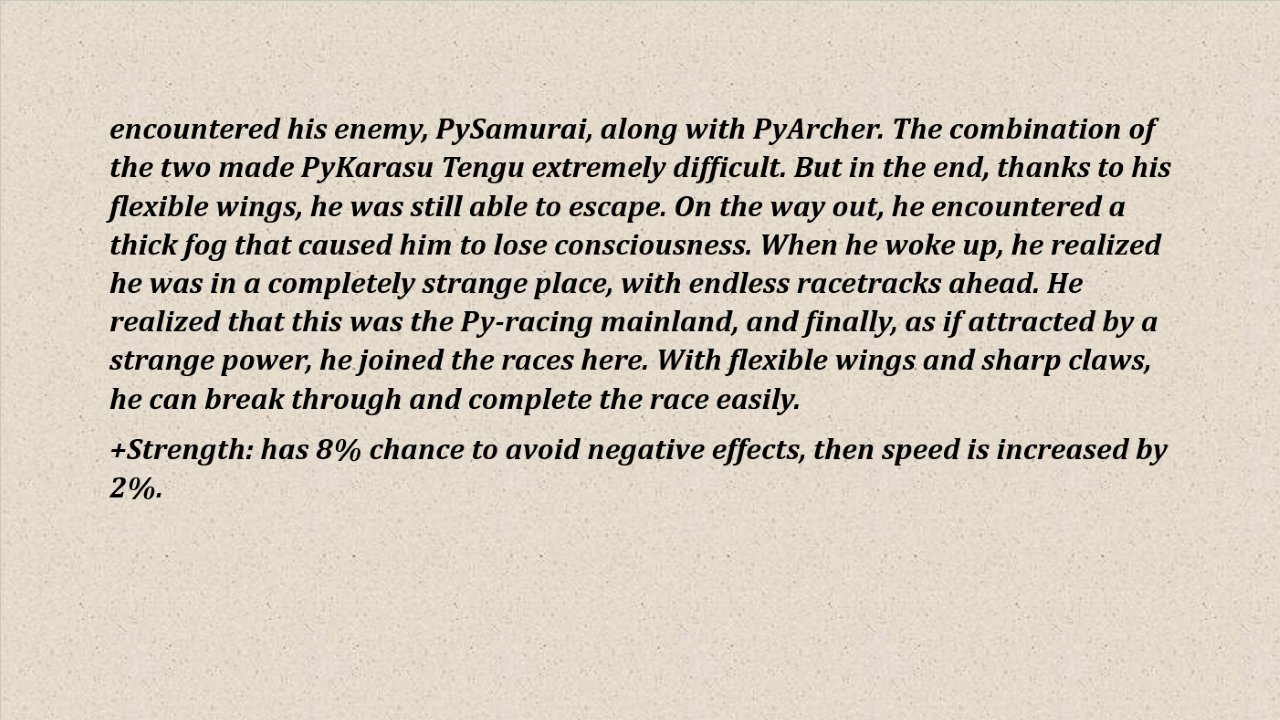 encountered his enemy, PySamurai, along with PyArcher. The combination of
the two made PyKarasu Tengu extremely difficult. But in the end, thanks to his
flexible wings, he was still able to escape. On the way out, he encountered a
thick fog that caused him to lose consciousness. When he woke up, he realized
he was in a completely strange place, with endless racetracks ahead. He
realized that this was the Py-racing mainland, and finally, as if attracted by a
strange power, he joined the races here. With flexible wings and sharp claws,
he can break through and complete the race easily.
+Strength: has 8% chance to avoid negative effects, then speed is increased by
2%.